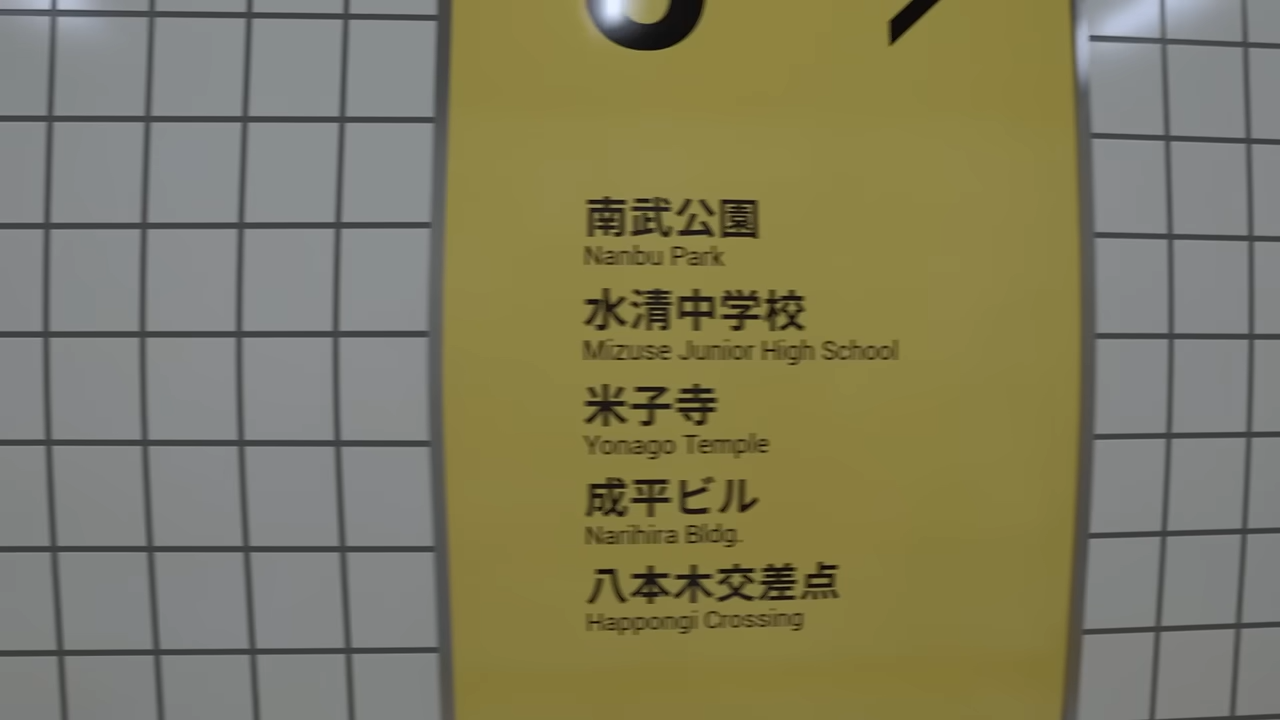 南武公園
Nanbu Park
水清中学校
Mizuse Junior High School
米子寺
Yonago Temple
成平ビル
Narihira Bldg.
八本木交差点
Happongi Crossing